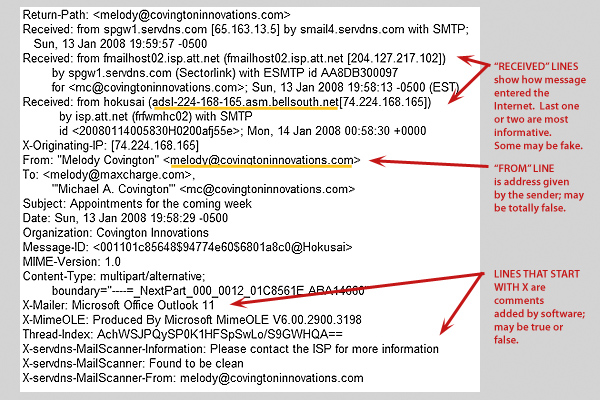 Return-Path: <melody@covingtoninnovations.com>
Received: from spgw1.servdns.com [65.163.13.5] by smail4.servdns.com with SMTP;
Sun, 13 Jan 2008 19:59:57 -0500
Received: from fmailhost02.isp.att.net (fmailhost02.isp.att.net [204.127.217.102])
by spgw1.servdns.com (Sectorlink) with ESMTP id AA8DB300097
for <mc@covingtoninnovations.com>; Sun, 13 Jan 2008 19:58:13 -0500 (EST)
Received: from hokusai (adsl-224-168-165.asm.bellsouth.net[74.224.168.165])
by isp.att.net (frfwmhc02) with SMTP
id <20080114005830H0200afj55e>; Mon, 14 Jan 2008 00:58:30 +0000
X-Originating-IP: [74.224.168.165]
From: "Melody Covington" <melody@covingtoninnovations.com>
To: <melody@maxcharge.com>,
"'Michael A. Covington'" <mc@covingtoninnovations.com>
Subject: Appointments for the coming week
Date: Sun, 13 Jan 2008 19:58:29 -0500
Organization: Covington Innovations
Message-ID: <001101c85648$94774e60$6801a8c0@Hokusai>
MIME-Version: 1.0
Content-Type: multipart/alternative;
boundary="----=_NextPart_000_0012_01C8561E.ABA14660"
X-Mailer: Microsoft Office Outlook 11
X-MimeOLE: Produced By Microsoft MimeOLE V6.00.2900.3198
Thread-Index: AchWSJPQySP0K1HFSpSwLo/S9GWHQA==
X-servdns-MailScanner-Information: Please contact the ISP for more information
X-servdns-MailScanner: Found to be clean
X-servdns-MailScanner-From: melody@covingtoninnovations.com
"RECEIVED" LINES
show how message
entered the
Internet. Last one
or two are most
informative.
Some may be fake.
"FROM" LINE
is address given
by the sender; may
be totally false.
LINES THAT START
WITH X are
comments
added by software;
may be true or
false.